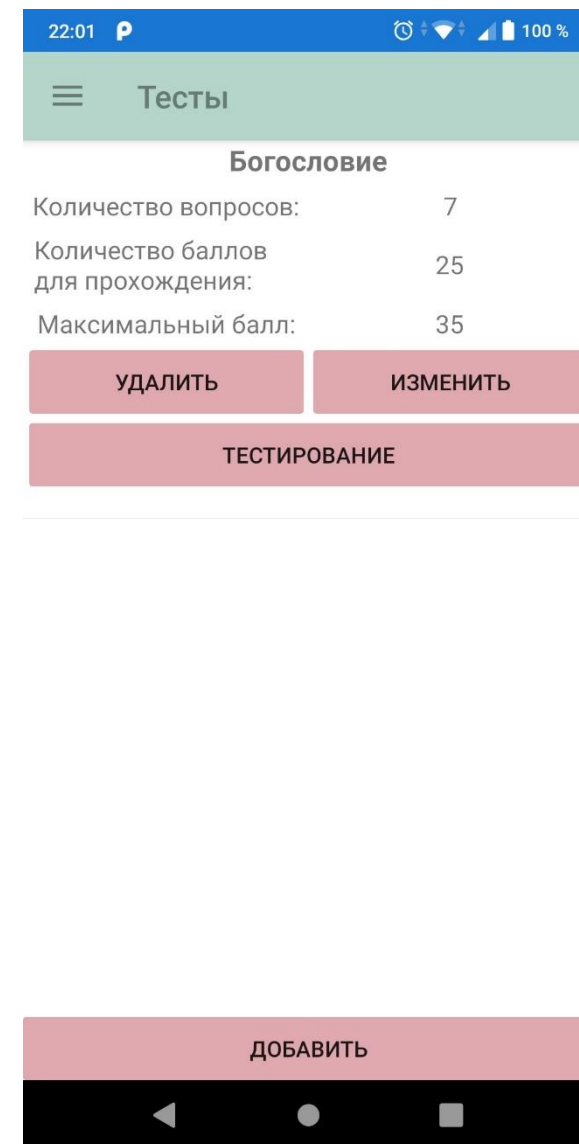 22:01 100 %
Тесты
Богословие
Количество вопросов: 7
Количество баллов
для прохождения: 25
Максимальный балл: 35
УДАЛИТЬ ИЗМЕНИТЬ
ТЕСТИРОВАНИЕ
ДОБАВИТЬ